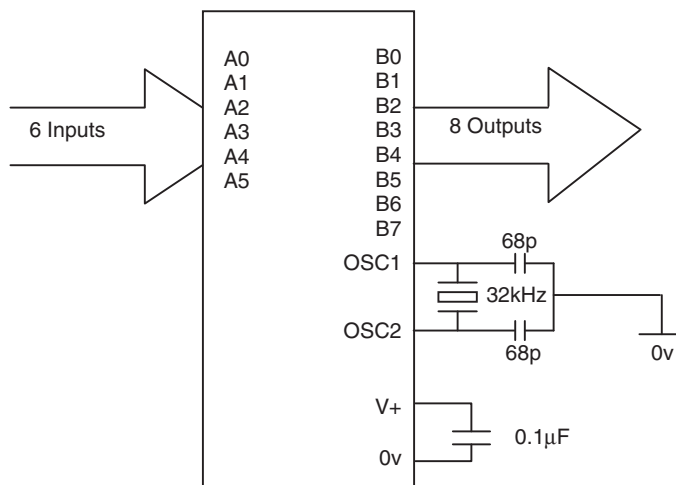 A0
A1
A2
A3
A4
A5
6 Inputs
B0
B1
B2
B3
B4
B5
B6
B7
8 Outputs
OSC1
68p
32kHz
OSC2
68p
0v
V+
0.1µF
0v